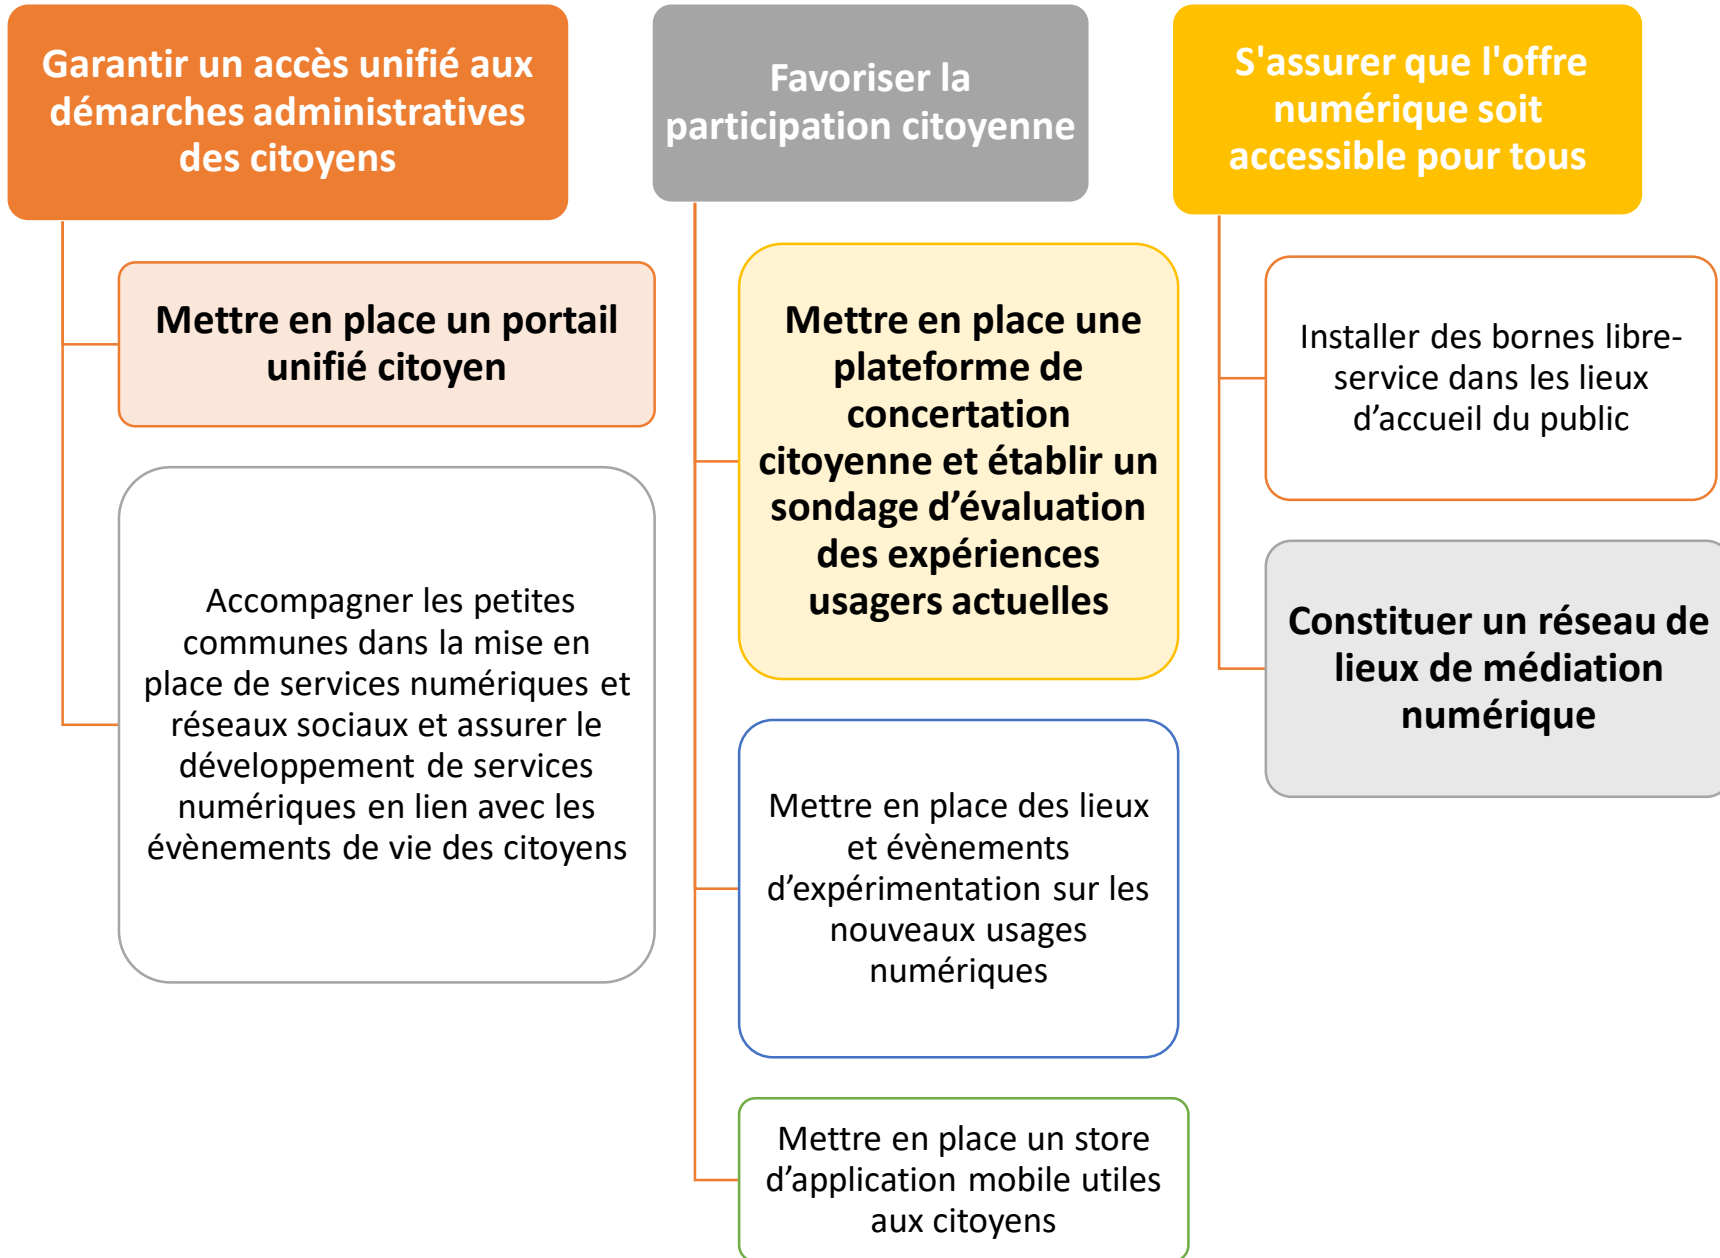 Garantir un accès unifié aux
démarches administratives
des citoyens
Mettre en place un portail
unifié citoyen
Accompagner les petites
communes dans la mise en
place de services numériques et
réseaux sociaux et assurer le
développement de services
numériques en lien avec les
évènements de vie des citoyens
Favoriser la
participation citoyenne
Mettre en place une
plateforme de
concertation
citoyenne et établir un
sondage d’évaluation
des expériences
usagers actuelles
Mettre en place des lieux
et évènements
d’expérimentation sur les
nouveaux usages
numériques
Mettre en place un store
d’application mobile utiles
aux citoyens
S'assurer que l'offre
numérique soit
accessible pour tous
Installer des bornes libre-
service dans les lieux
d’accueil du public
Constituer un réseau de
lieux de médiation
numérique